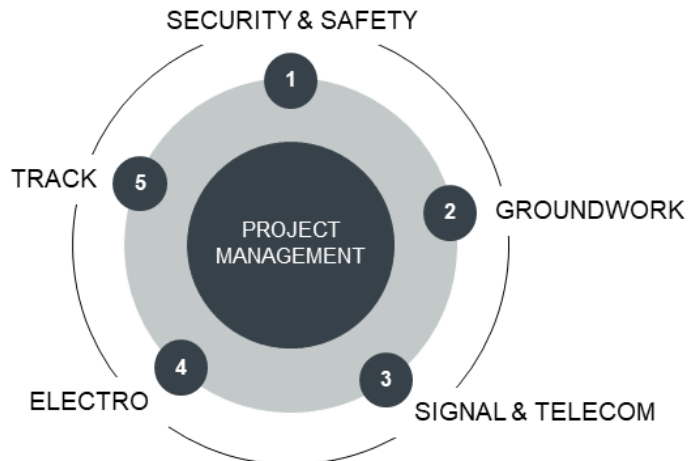 SECURITY & SAFETY
1
TRACK
5
2
GROUNDWORK
PROJECT
MANAGEMENT
4
3
ELECTRO
SIGNAL & TELECOM